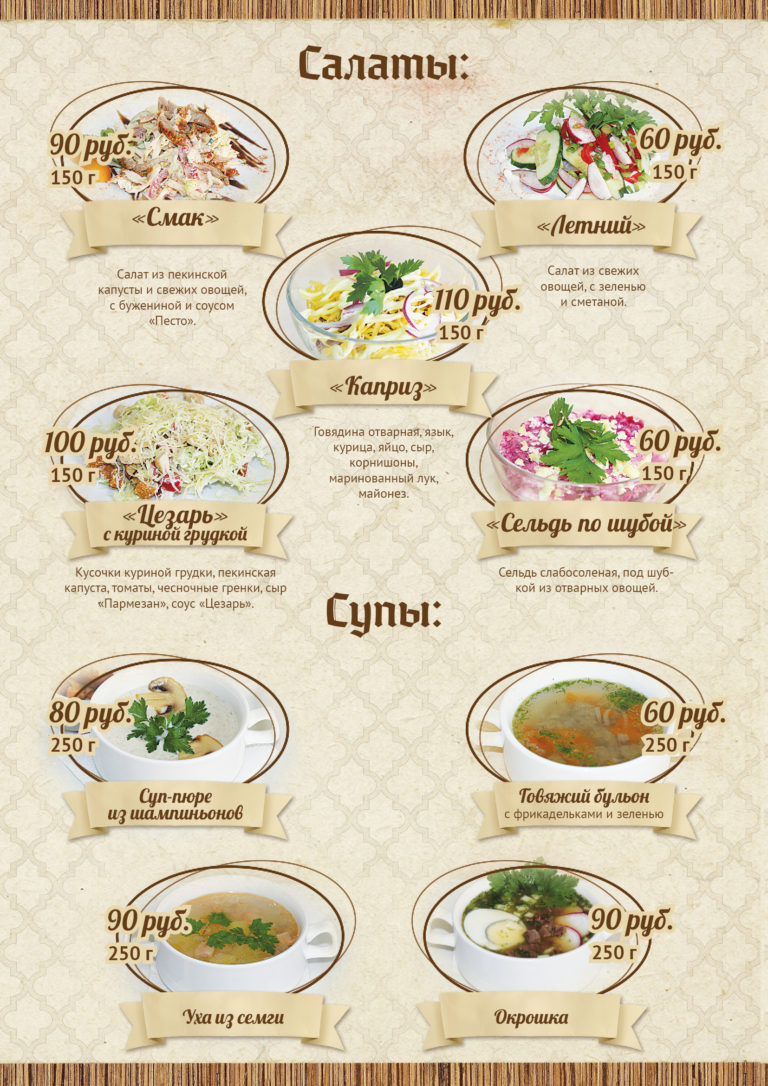 Салаты:
90 руб.
150 г
«Смак»
Салат из пекинской
капусты и свежих овощей,
с бужениной и соусом
«Песто».
60 руб.
150 г
«Летний»
Салат из свежих
овощей, с зеленью
и сметаной.
110 руб.
150 г
«Каприз»
Говядина отварная, язык,
курица, яйцо, сыр,
корнишоны,
маринованный лук,
майонез.
100 руб.
150 г
«Цезарь»
с куриной грудкой
Кусочки куриной грудки, пекинская
капуста, томаты, чесночные гренки, сыр
«Пармезан», соус «Цезарь».
60 руб.
150 г
«Сельдь по шубой»
Сельдь слабосоленая, под шуб-
кой из отварных овощей.
Супы:
80 руб.
250 г
Суп-пюре
из шампиньонов
60 руб.
250 г
Говяжий бульон
с фрикадельками и зеленью
90 руб.
250 г
Уха из семги
90 руб.
250 г
Окрошка